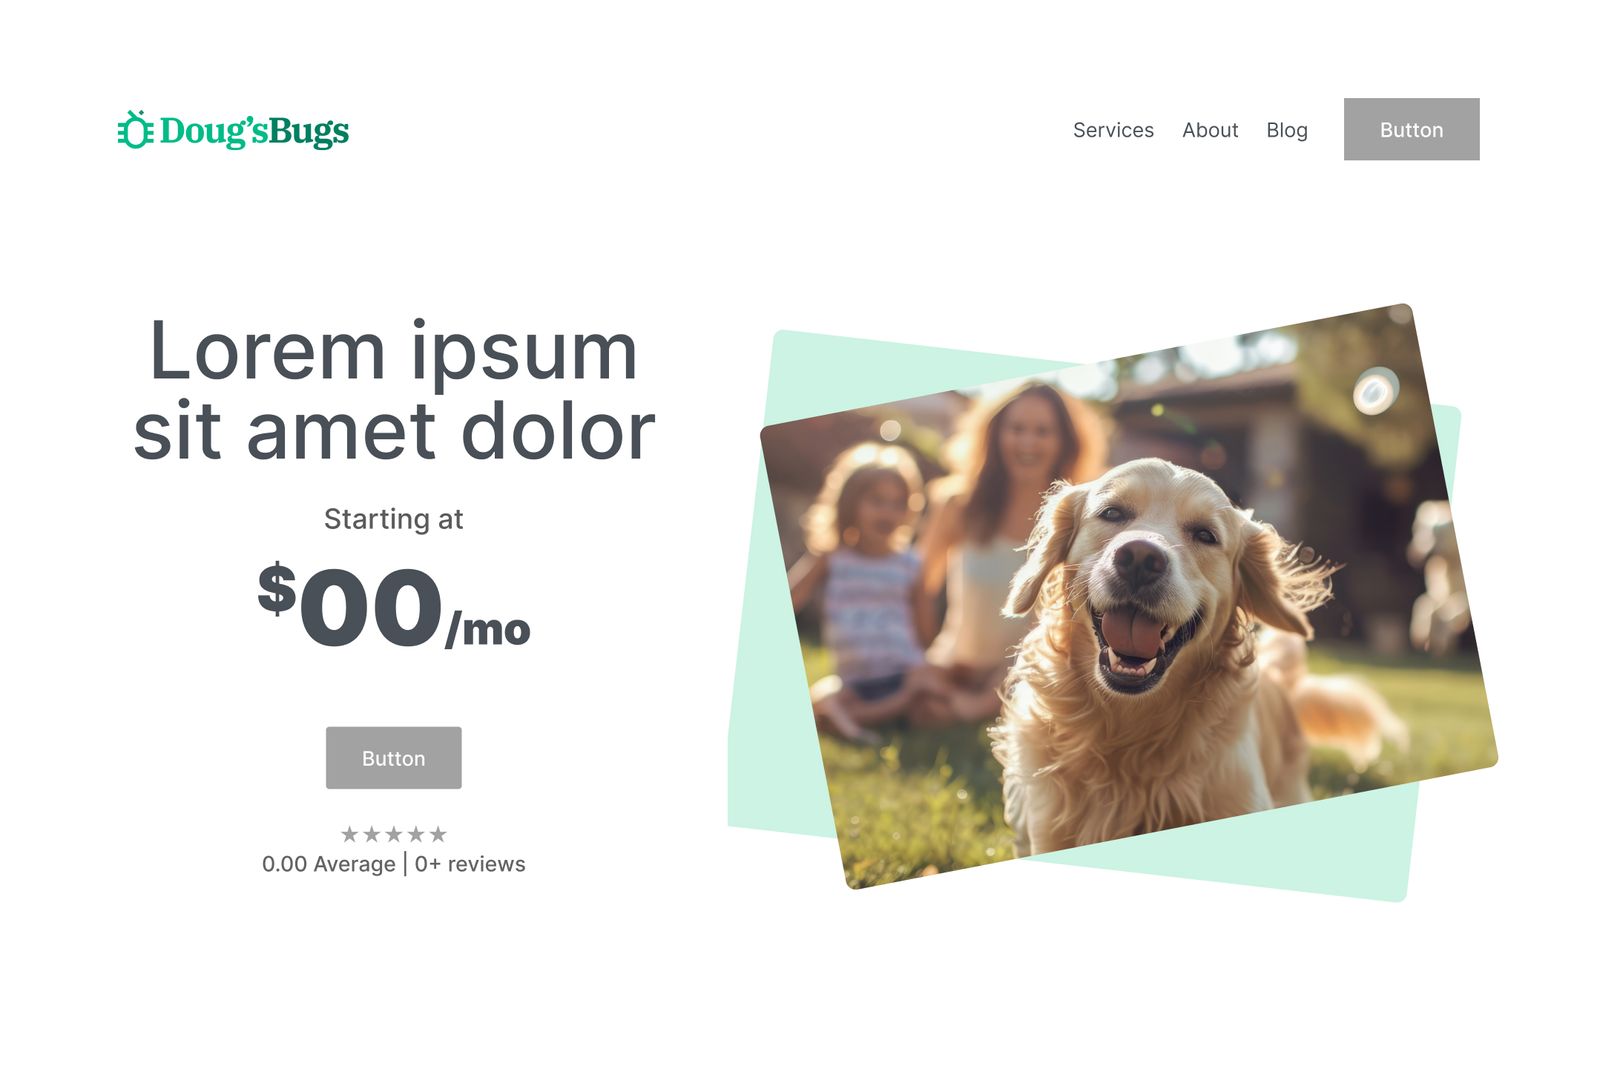 Doug'sBugs
Services About Blog Button
Lorem ipsum
sit amet dolor
Starting at
$00/mo
Button
★★★★★
0.00 Average | 0+ reviews